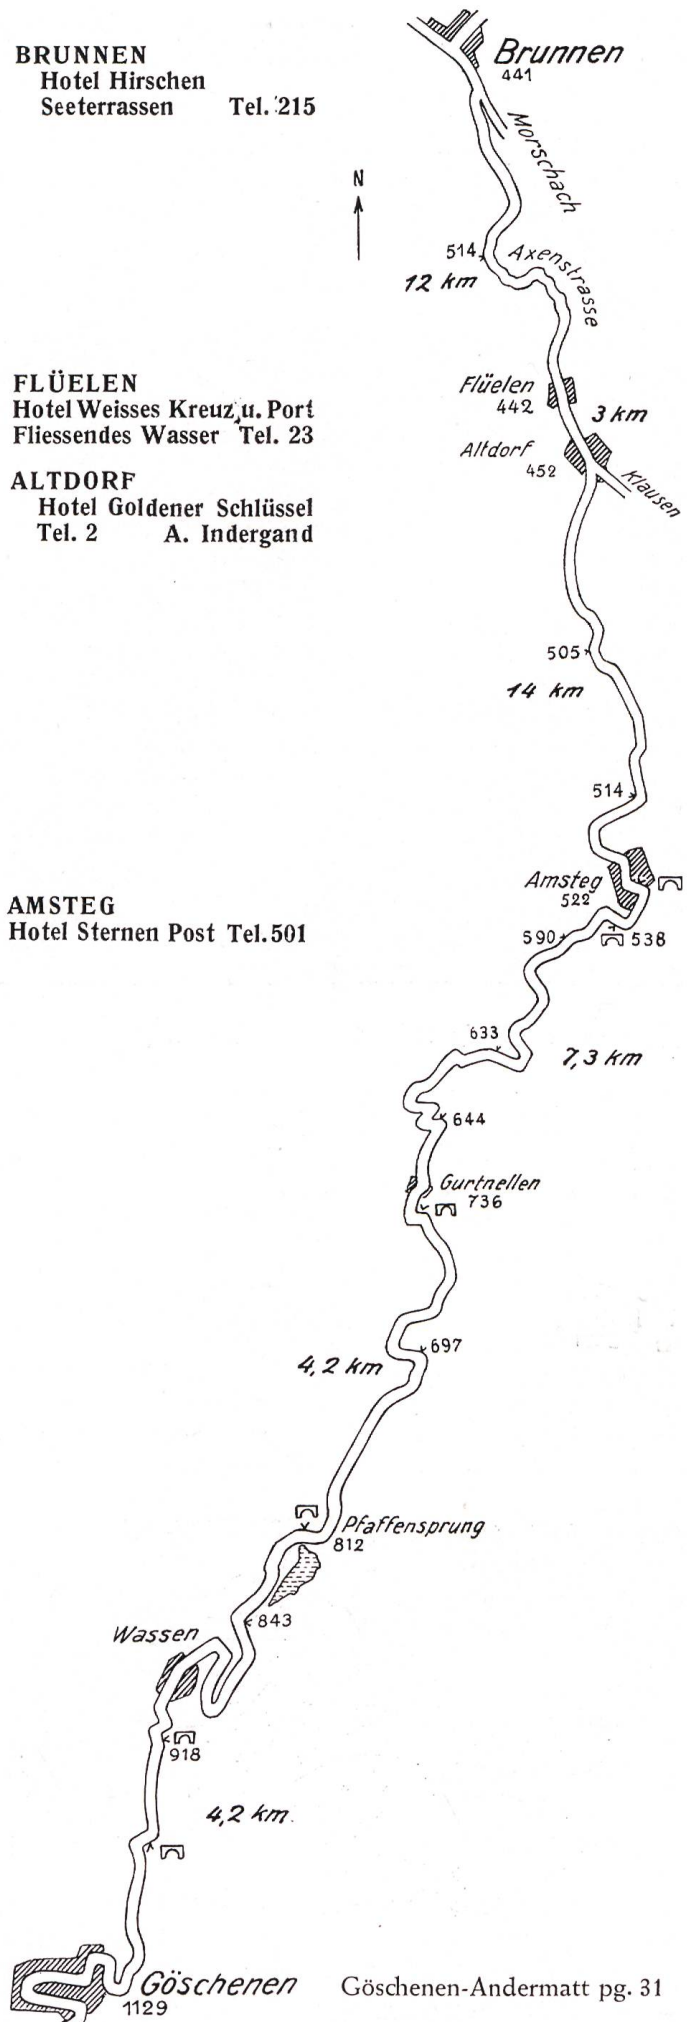 BRUNNEN
Hotel Hirschen
Seeterrassen Tel. 215
Brunnen
441
Morschach
N
514
Axenstrasse
12 km
FLÜELEN
Hotel Weisses Kreuz u. Post
Fliessendes Wasser Tel. 23
Flüelen
442
3 km
Altdorf
452
Klausen
ALTDORF
Hotel Goldener Schlüssel
Tel. 2 A. Indergand
505
14 km
514
Amsteg
522
AMSTEG
Hotel Sternen Post Tel. 501
590
538
633
7,3 km
644
Gurtnellen
736
697
4,2 km
Pfaffensprung
812
843
Wassen
918
4,2 km
Göschenen
1129
Göschenen-Andermatt pg. 31